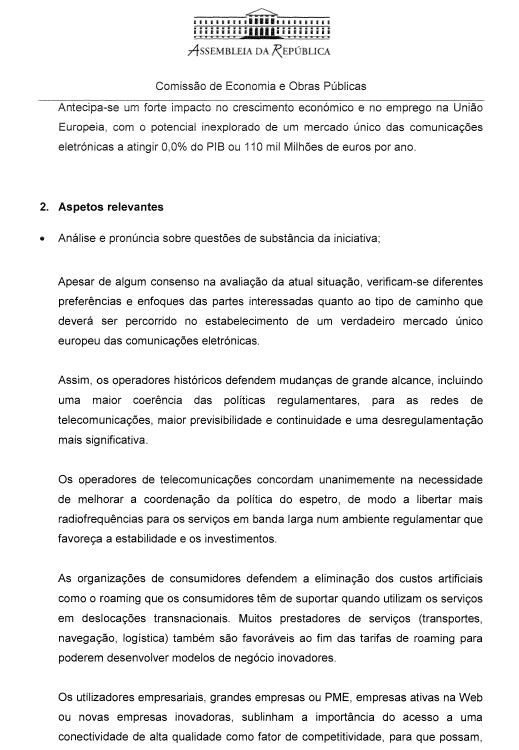 ASSEMBLEIA DA REPÚBLICA
Comissão de Economia e Obras Públicas
Antecipa-se um forte impacto no crescimento económico e no emprego na União
Europeia, com o potencial inexplorado de um mercado único das comunicações
eletrónicas a atingir 0,0% do PIB ou 110 mil Milhões de euros por ano.
2. Aspetos relevantes
• Análise e pronúncia sobre questões de substância da iniciativa;
Apesar de algum consenso na avaliação da atual situação, verificam-se diferentes
preferências e enfoques das partes interessadas quanto ao tipo de caminho que
deverá ser percorrido no estabelecimento de um verdadeiro mercado único
europeu das comunicações eletrónicas.
Assim, os operadores históricos defendem mudanças de grande alcance, incluindo
uma maior coerência das políticas regulamentares, para as redes de
telecomunicações, maior previsibilidade e continuidade e uma desregulamentação
mais significativa.
Os operadores de telecomunicações concordam unanimemente na necessidade
de melhorar a coordenação da política do espetro, de modo a libertar mais
radiofrequências para os serviços em banda larga num ambiente regulamentar que
favoreça a estabilidade e os investimentos.
As organizações de consumidores defendem a eliminação dos custos artificiais
como o roaming que os consumidores têm de suportar quando utilizam os serviços
em deslocações transnacionais. Muitos prestadores de serviços (transportes,
navegação, logística) também são favoráveis ao fim das tarifas de roaming para
poderem desenvolver modelos de negócio inovadores.
Os utilizadores empresariais, grandes empresas ou PME, empresas ativas na Web
ou novas empresas inovadoras, sublinham a importância do acesso a uma
conectividade de alta qualidade como fator de competitividade, para que possam,